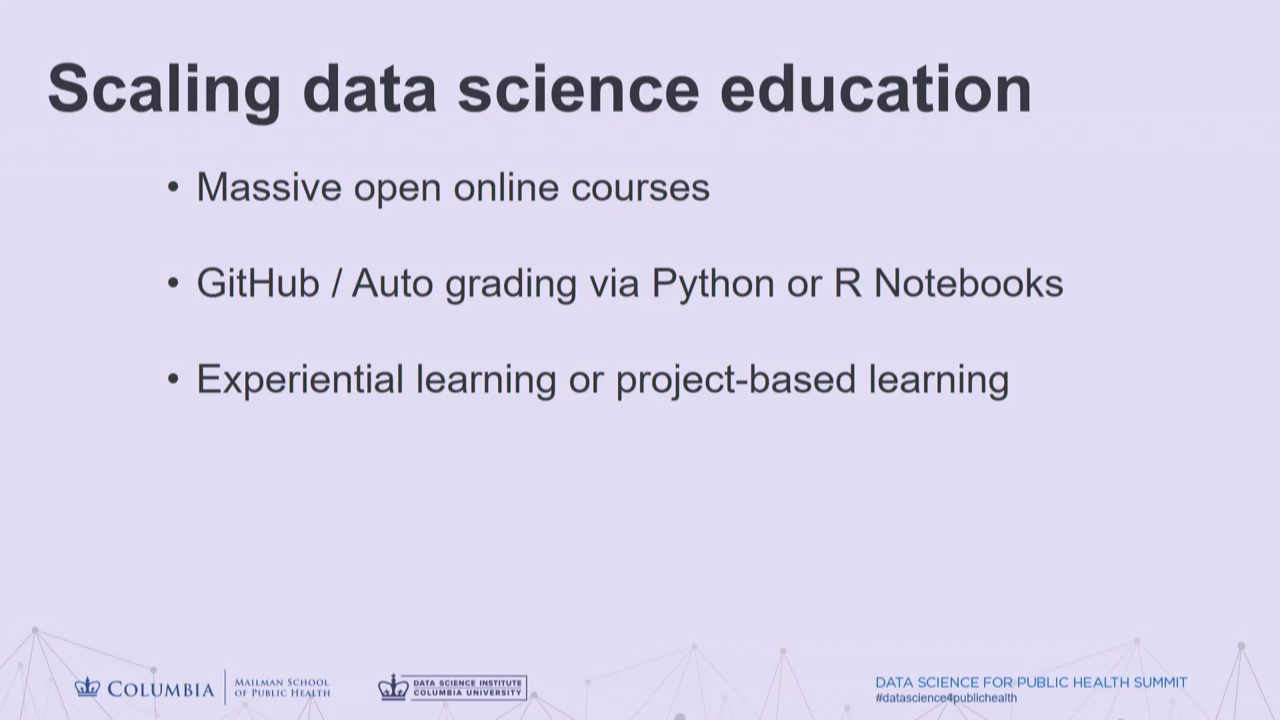 Scaling data science education
• Massive open online courses
• GitHub / Auto grading via Python or R Notebooks
• Experiential learning or project-based learning
COLUMBIA
MAILMAN SCHOOL
OF PUBLIC HEALTH
DATA SCIENCE INSTITUTE
COLUMBIA UNIVERSITY
DATA SCIENCE FOR PUBLIC HEALTH SUMMIT
#datascience4publichealth